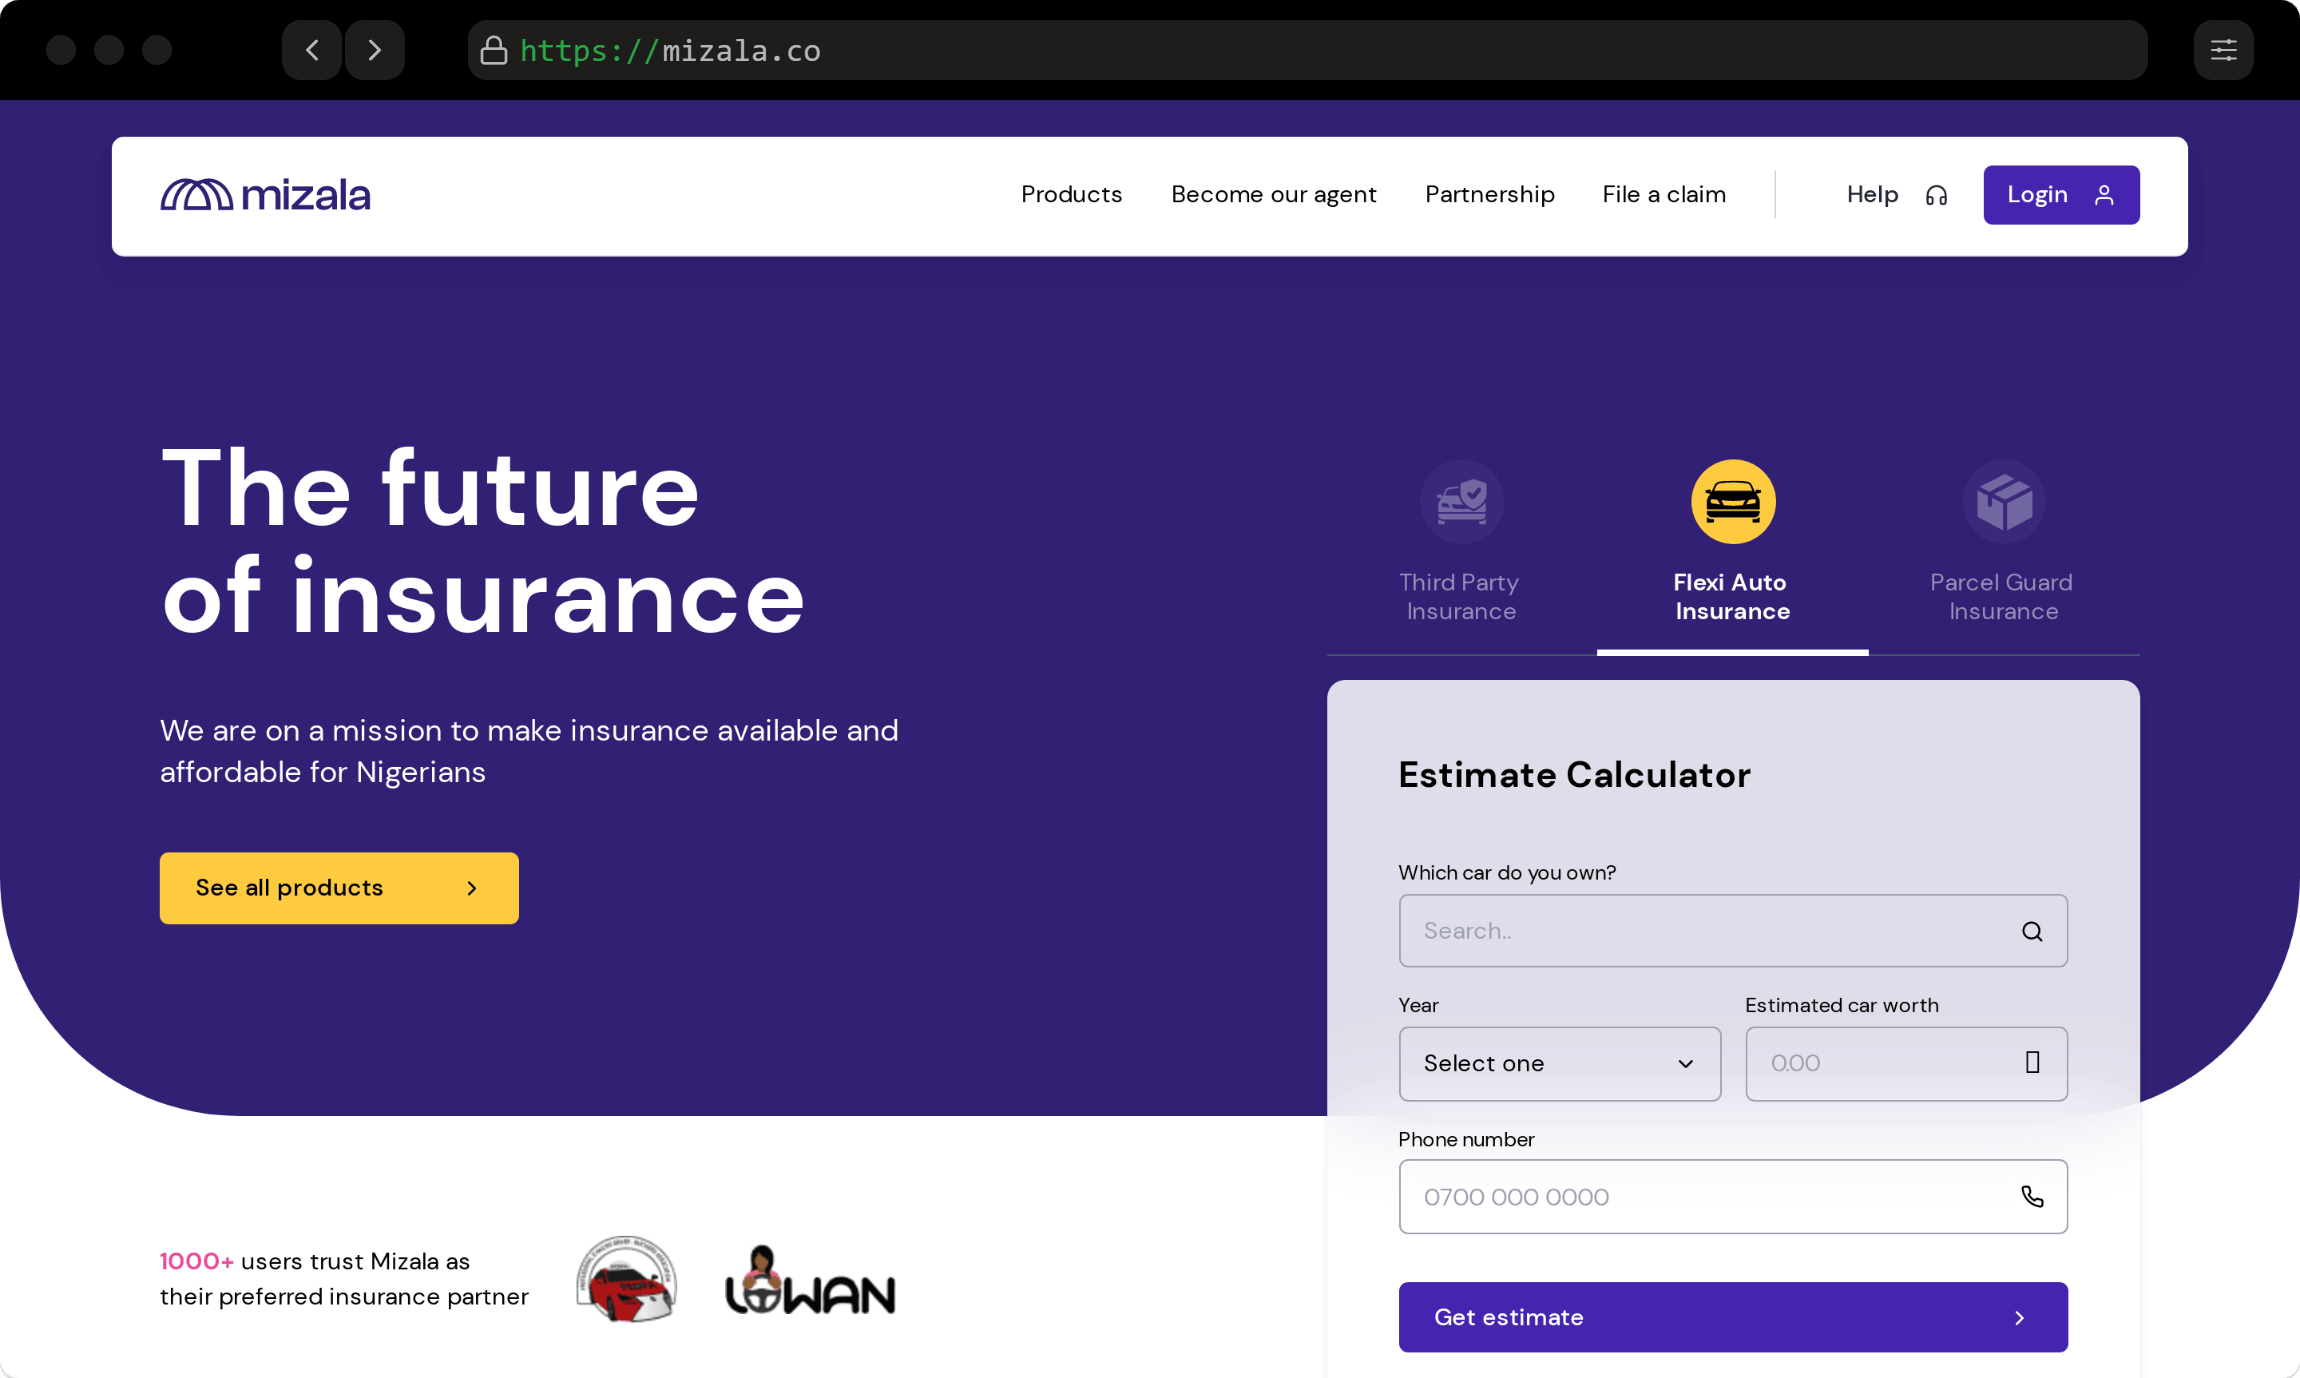 https://mizala.co
mizala
Products
Become our agent
Partnership
File a claim
Help
Login
The future
of insurance
We are on a mission to make insurance available and
affordable for Nigerians
See all products
Third Party
Insurance
Flexi Auto
Insurance
Parcel Guard
Insurance
Estimate Calculator
Which car do you own?
Search..
Year
Estimated car worth
Select one
0.00
Phone number
0700 000 0000
Get estimate
1000+ users trust Mizala as
their preferred insurance partner
LOWAN